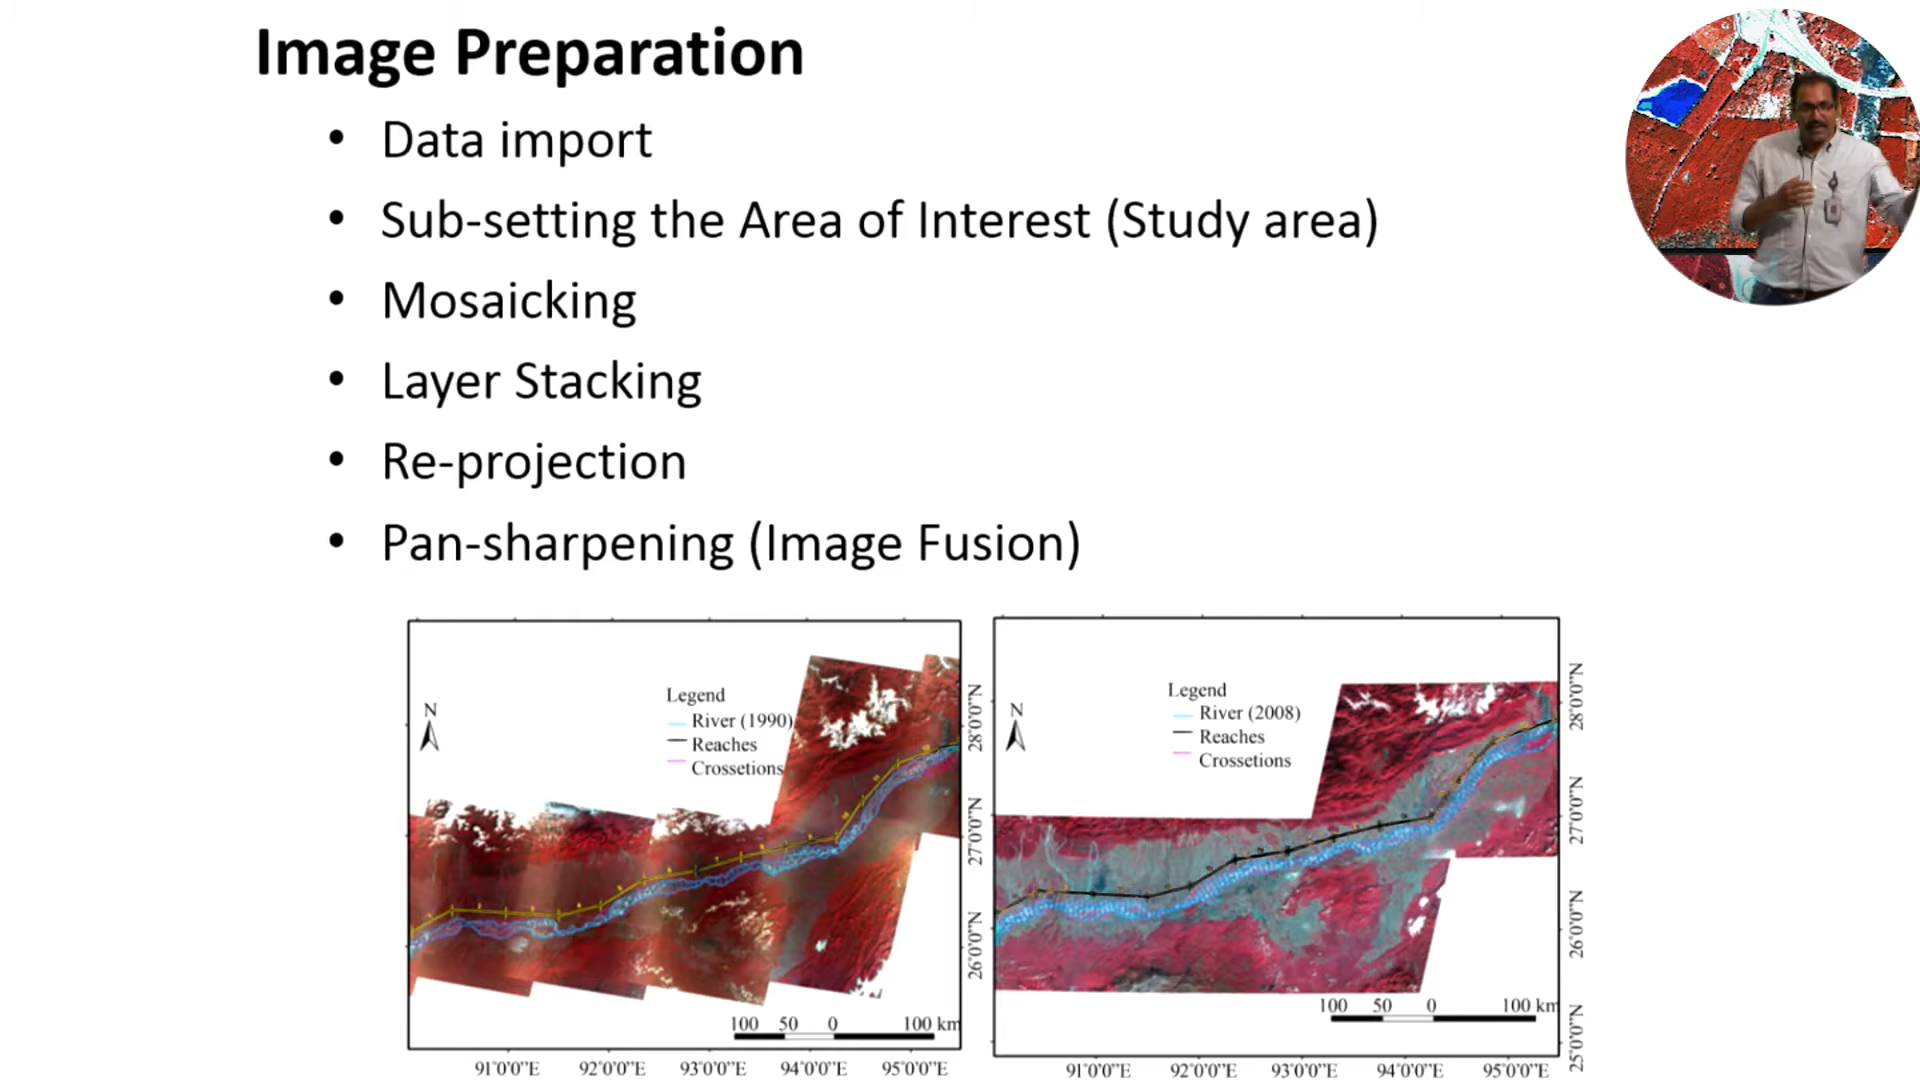 Image Preparation
• Data import
• Sub-setting the Area of Interest (Study area)
• Mosaicking
• Layer Stacking
• Re-projection
• Pan-sharpening (Image Fusion)
N
Legend
River (1990)
Reaches
Crossetions
28°0'0"N
27°0'0"N
26°0'0"N
100 50 0 100 km
91°0'0"E 92°0'0"E 93°0'0"E 94°0'0"E 95°0'0"E
N
Legend
River (2008)
Reaches
Crossetions
28°0'0"N
27°0'0"N
26°0'0"N
25°0'0"N
100 50 0 100 km
91°0'0"E 92°0'0"E 93°0'0"E 94°0'0"E 95°0'0"E